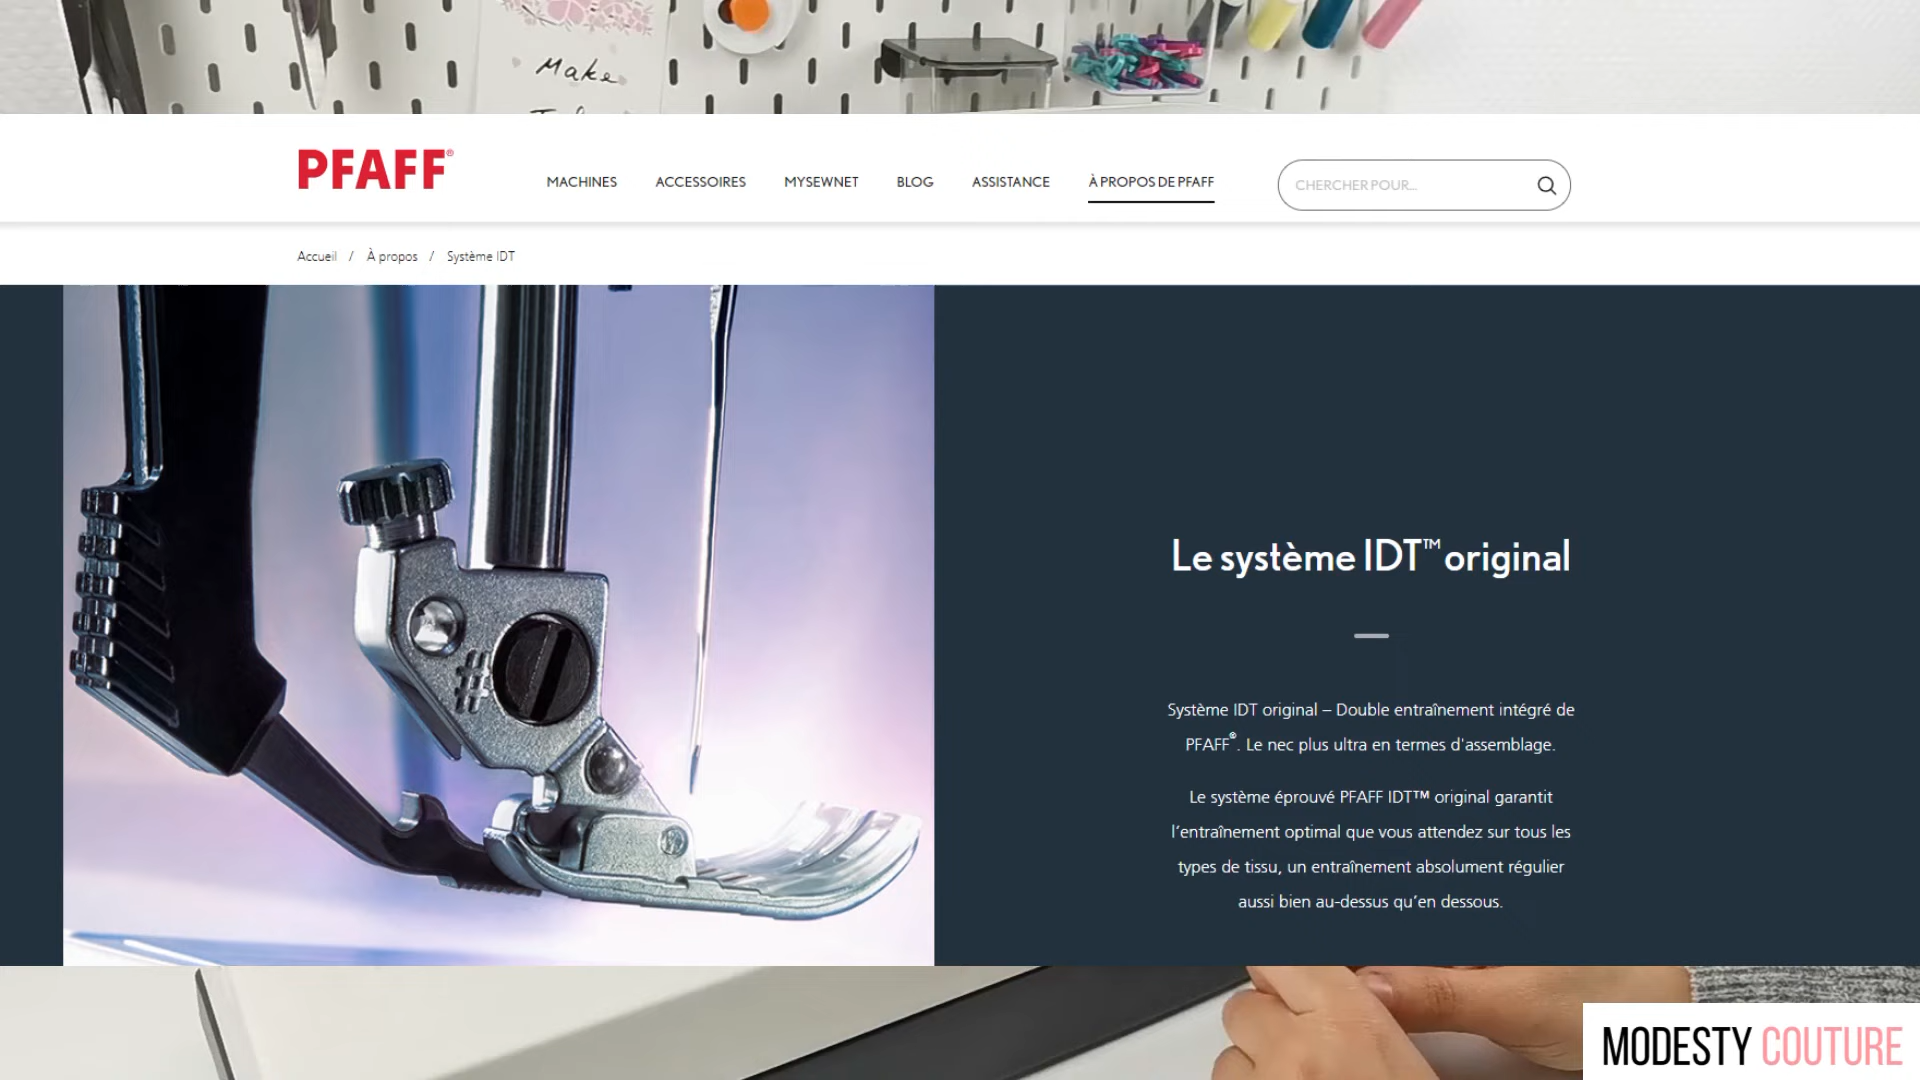 Make
PFAFF®
MACHINES
ACCESSOIRES
MYSEWNET
BLOG
ASSISTANCE
À PROPOS DE PFAFF
CHERCHER POUR...
Accueil / À propos / Système IDT
Le système IDT™ original
Système IDT original – Double entraînement intégré de
PFAFF®. Le nec plus ultra en termes d'assemblage.
Le système éprouvé PFAFF IDT™ original garantit
l’entraînement optimal que vous attendez sur tous les
types de tissu, un entraînement absolument régulier
aussi bien au-dessus qu’en dessous.
MODESTY COUTURE